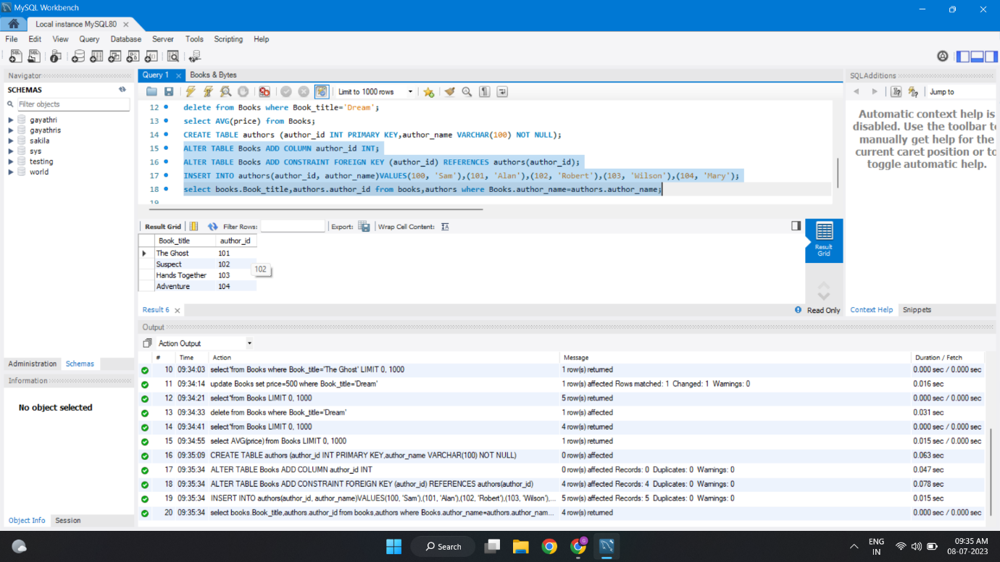 MySQL Workbench
Local instance MySQL80
File Edit View Query Database Server Tools Scripting Help
Navigator
SCHEMAS
Filter objects
gayathri
gayathris
sakila
sys
testing
world
Administration Schemas
Information
No object selected
Object Info Session
Query 1 Books & Bytes
Limit to 1000 rows
12 delete from Books where Book_title='Dream';
13 select AVG(price) from Books;
14 CREATE TABLE authors (author_id INT PRIMARY KEY,author_name VARCHAR(100) NOT NULL);
15 ALTER TABLE Books ADD COLUMN author_id INT;
16 ALTER TABLE Books ADD CONSTRAINT FOREIGN KEY (author_id) REFERENCES authors(author_id);
17 INSERT INTO authors(author_id, author_name)VALUES(100, 'Sam'),(101, 'Alan'),(102, 'Robert'),(103, 'Wilson'),(104, 'Mary');
18 select books.Book_title,authors.author_id from books,authors where Books.author_name=authors.author_name;
19
Result Grid Filter Rows: Export: Wrap Cell Content:
Book_title author_id
The Ghost 101
Suspect 102
Hands Together 103
Adventure 104
102
Result Grid
Result 6
Read Only
SQLAdditions
Jump to
Automatic context help is
disabled. Use the toolbar to
manually get help for the
current caret position or to
toggle automatic help.
Context Help Snippets
Output
Action Output
# Time Action Message Duration / Fetch
10 09:34:03 select*from Books where Book_title='The Ghost' LIMIT 0, 1000 1 row(s) returned 0.000 sec / 0.000 sec
11 09:34:14 update Books set price=500 where Book_title='Dream' 1 row(s) affected Rows matched: 1 Changed: 1 Warnings: 0 0.016 sec
12 09:34:21 select*from Books LIMIT 0, 1000 5 row(s) returned 0.000 sec / 0.000 sec
13 09:34:33 delete from Books where Book_title='Dream' 1 row(s) affected 0.031 sec
14 09:34:41 select*from Books LIMIT 0, 1000 4 row(s) returned 0.000 sec / 0.000 sec
15 09:34:55 select AVG(price) from Books LIMIT 0, 1000 1 row(s) returned 0.015 sec / 0.000 sec
16 09:35:09 CREATE TABLE authors (author_id INT PRIMARY KEY,author_name VARCHAR(100) NOT NULL) 0 row(s) affected 0.063 sec
17 09:35:34 ALTER TABLE Books ADD COLUMN author_id INT 0 row(s) affected Records: 0 Duplicates: 0 Warnings: 0 0.047 sec
18 09:35:34 ALTER TABLE Books ADD CONSTRAINT FOREIGN KEY (author_id) REFERENCES authors(author_id) 4 row(s) affected Records: 4 Duplicates: 0 Warnings: 0 0.078 sec
19 09:35:34 INSERT INTO authors(author_id, author_name)VALUES(100, 'Sam'),(101, 'Alan'),(102, 'Robert'),(103, 'Wilson'),... 5 row(s) affected Records: 5 Duplicates: 0 Warnings: 0 0.015 sec
20 09:35:34 select books.Book_title,authors.author_id from books,authors where Books.author_name=authors.author_nam... 4 row(s) returned 0.000 sec / 0.000 sec
Search
ENG
IN
09:35 AM
08-07-2023